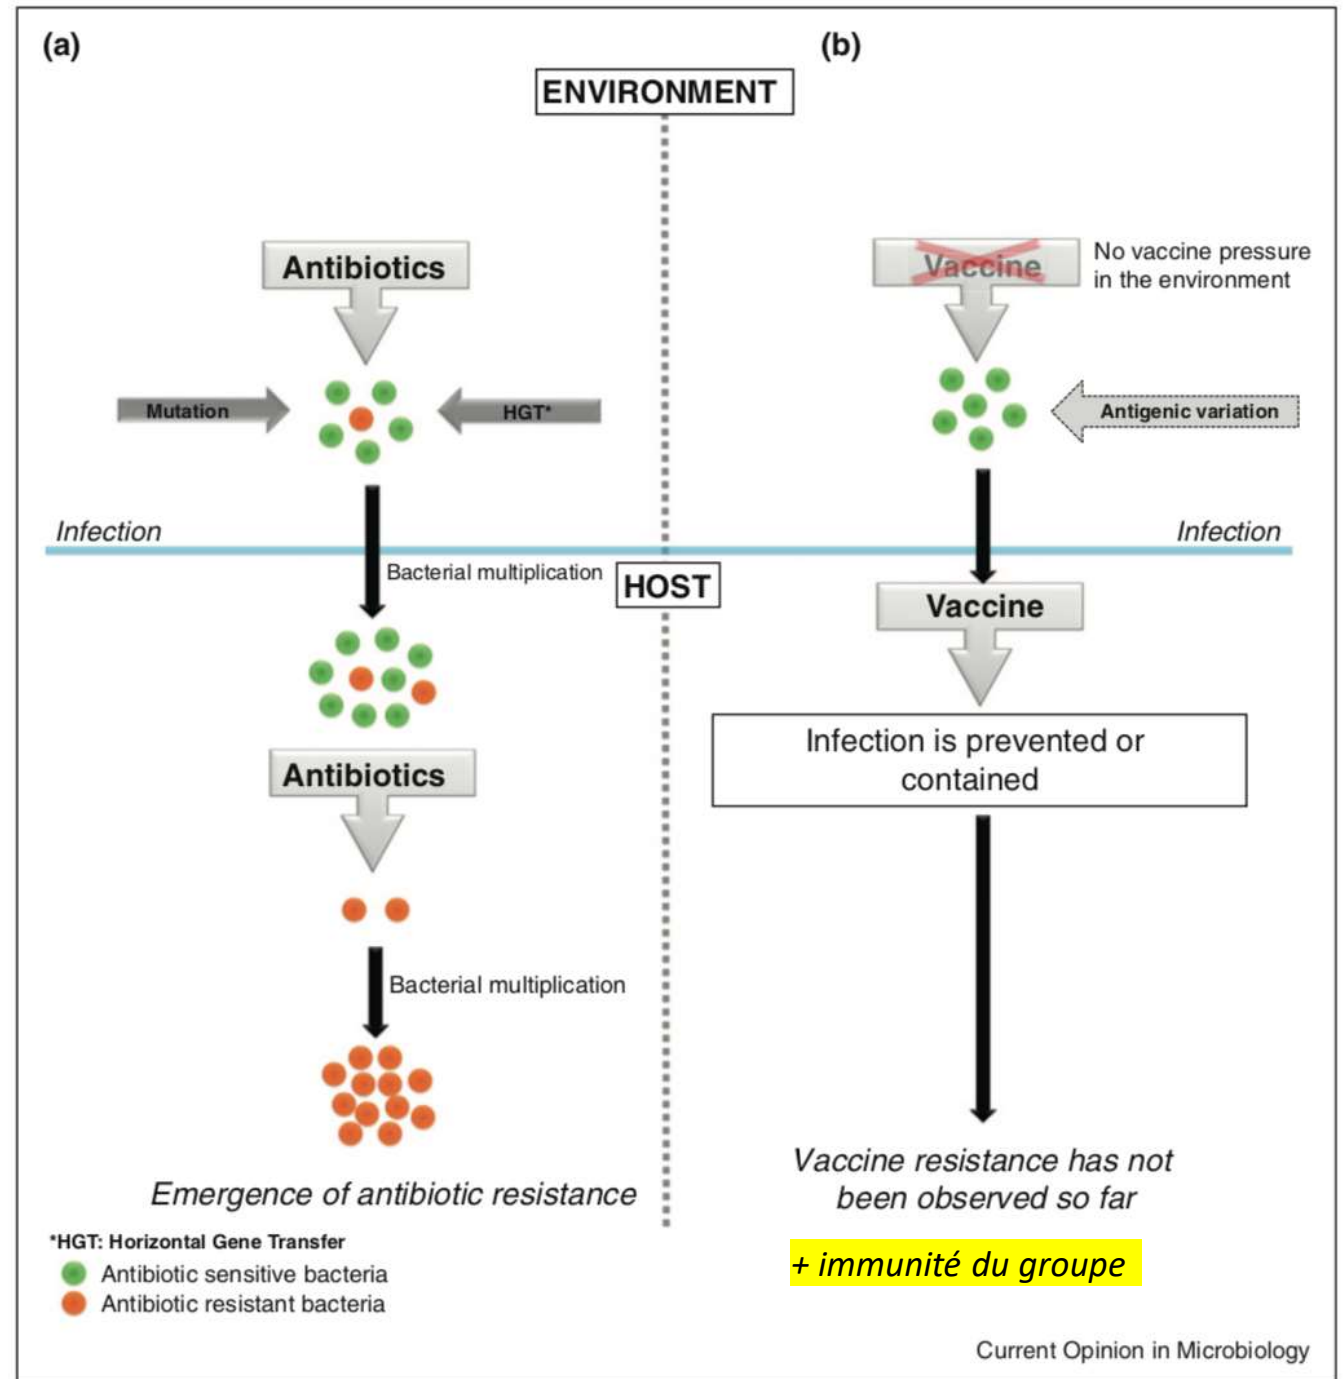 (a)
(b)
ENVIRONMENT
Antibiotics
Vaccine
No vaccine pressure
in the environment
Mutation
HGT*
Antigenic variation
Infection
Infection
Bacterial multiplication
HOST
Vaccine
Infection is prevented or
contained
Antibiotics
Bacterial multiplication
Emergence of antibiotic resistance
Vaccine resistance has not
been observed so far
*HGT: Horizontal Gene Transfer
Antibiotic sensitive bacteria
Antibiotic resistant bacteria
+ immunité du groupe
Current Opinion in Microbiology